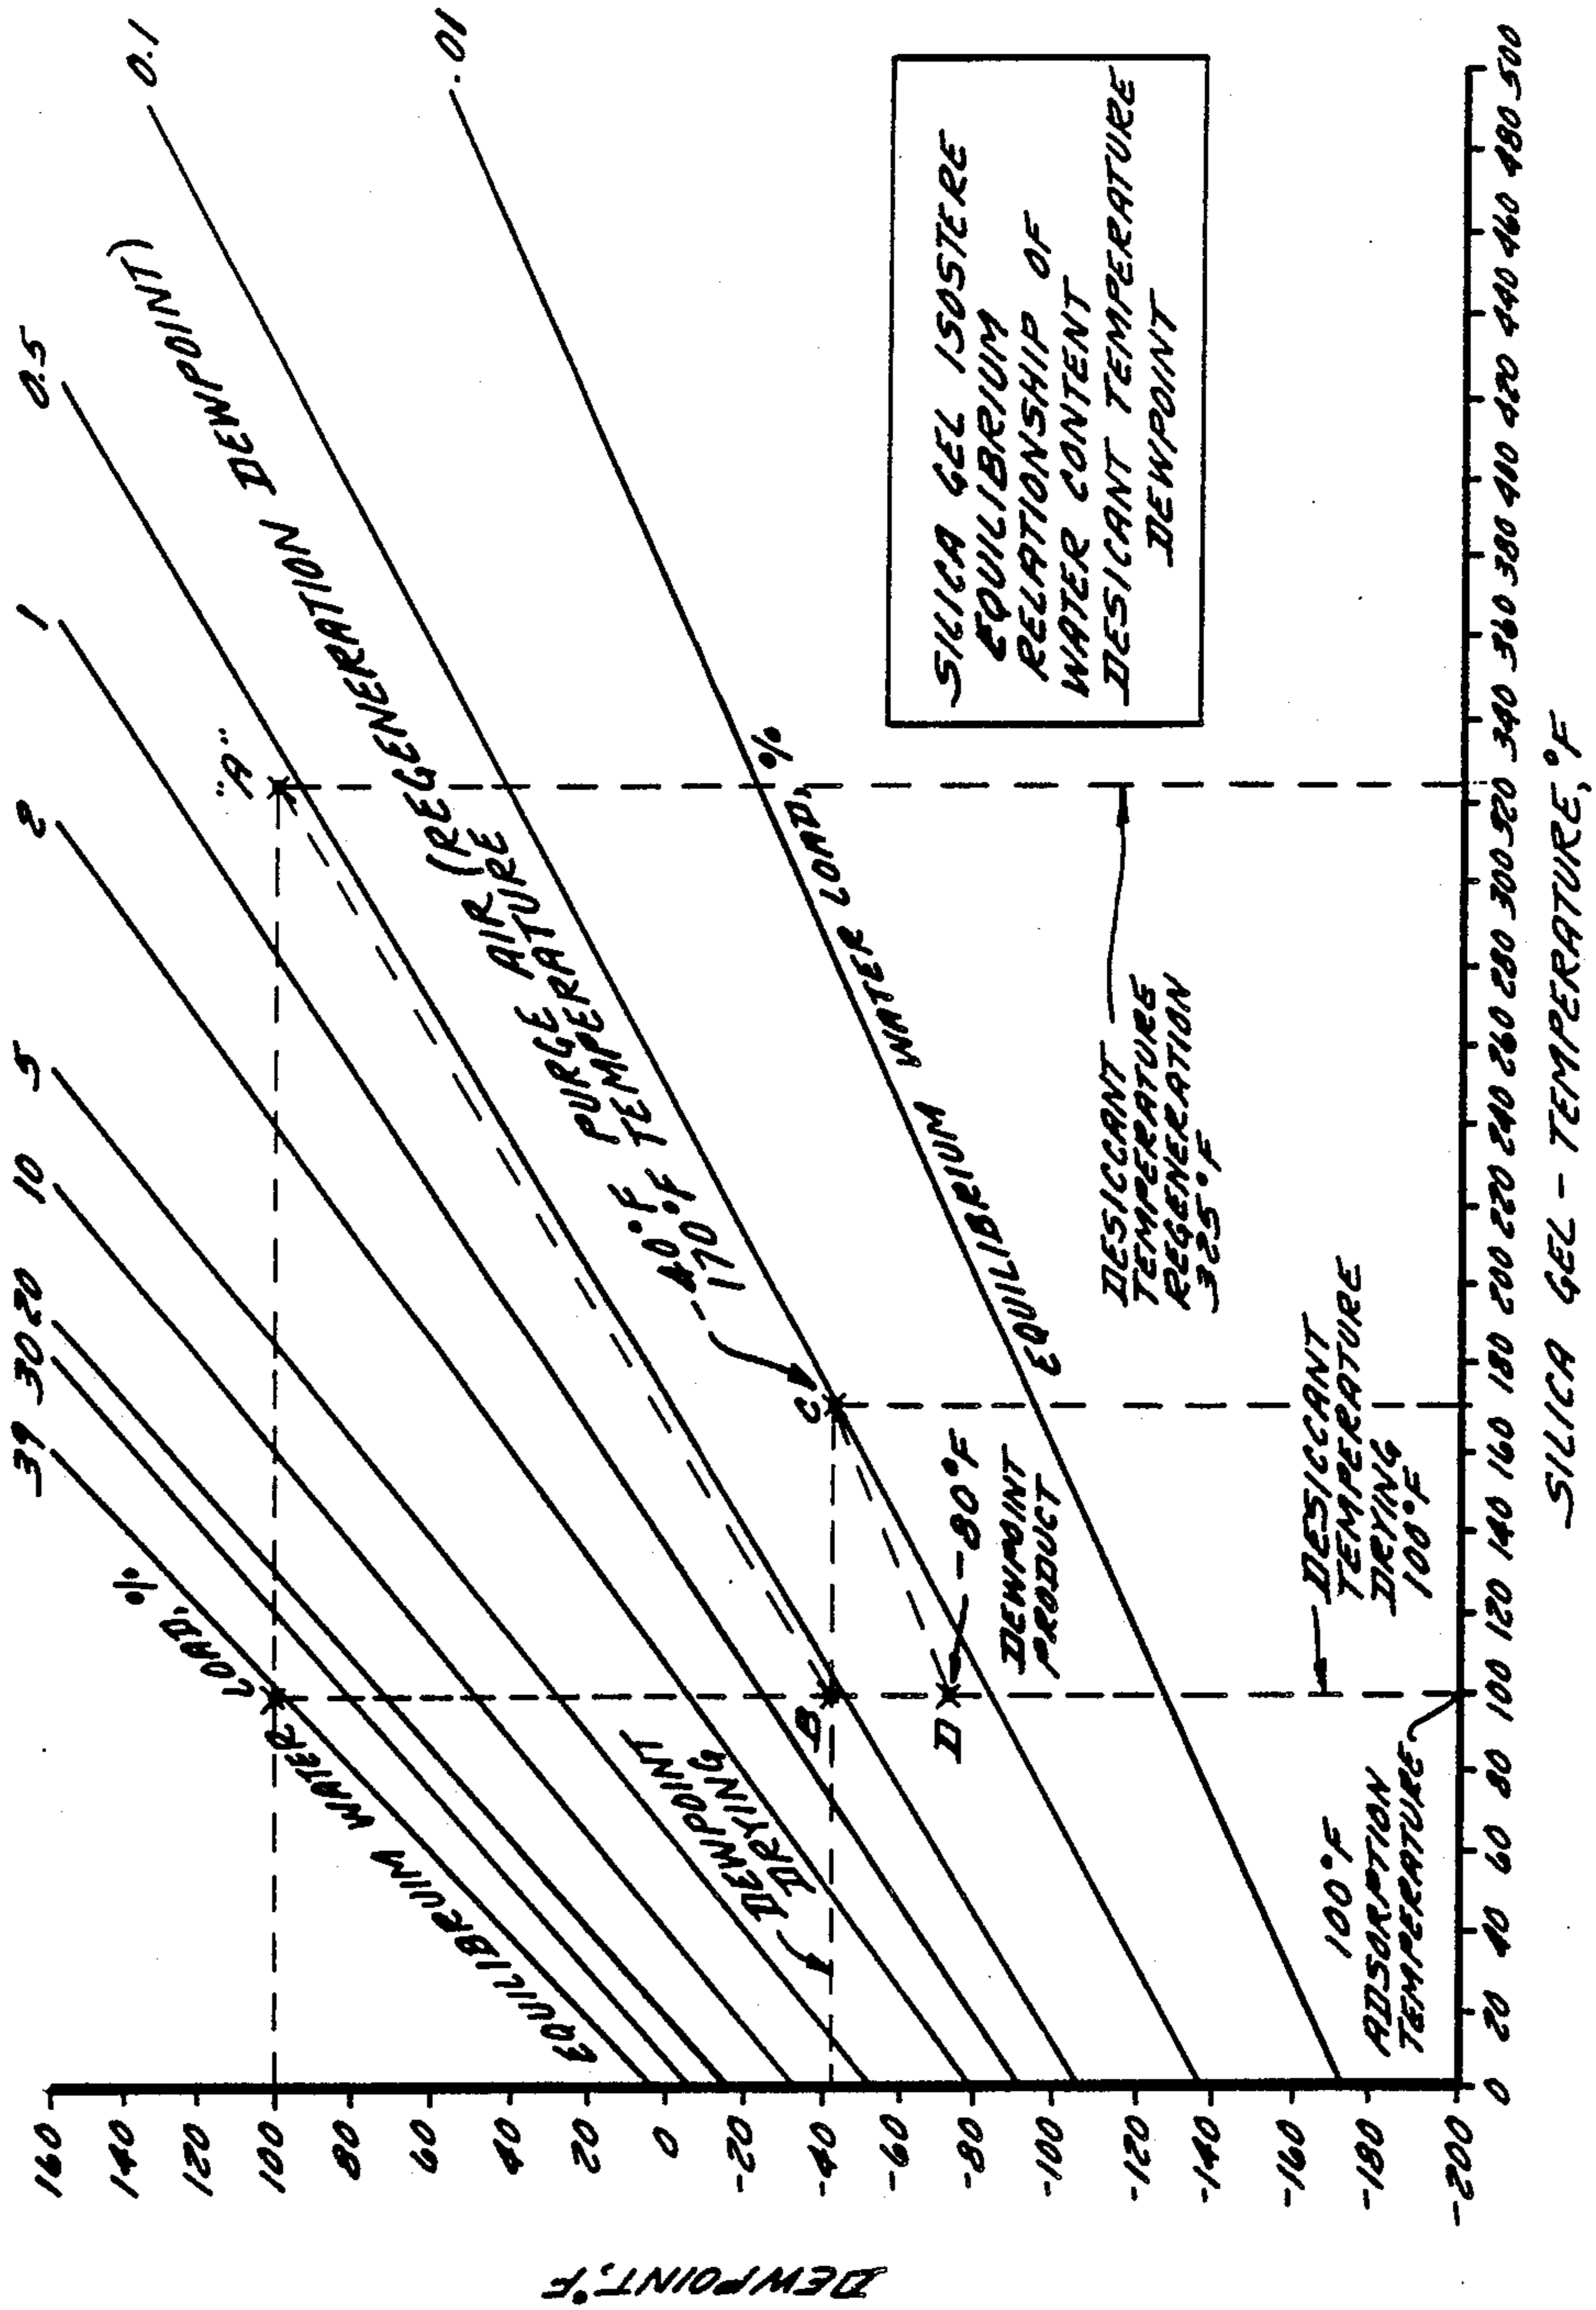 39
30
20
10
5
2
1
0.5
0.1
.01
160
140
120
100
80
60
40
20
0
-20
-40
-60
-80
-100
-120
-140
-160
-180
-200
DEWPOINT, °F
0 20 40 60 80 100 120 140 160 180 200 220 240 260 280 300 320 340 360 380 400 420 440 460 480 500
SILICA GEL - TEMPERATURE, °F
EQUILIBRUIM WATER LOAD, %
"A"
B
C
D
-40°F PURGE AIR (REGENERATION DEWPOINT)
170°F TEMPERATURE
DEWPOINT
DRYING
-80°F
DEWPOINT
PRODUCT
EQUILIBRIUM WATER LOAD, %
DESICCANT
TEMPERATURE
REGENERATION
325°F
DESICCANT
TEMPERATURE
DRYING
100°F
100°F
ADSORPTION
TEMPERATURE
SILICA GEL ISOSTERE
EQUILIBRIUM
RELATIONSHIP OF
WATER CONTENT
DESICANT TEMPERATURE
DEWPOINT